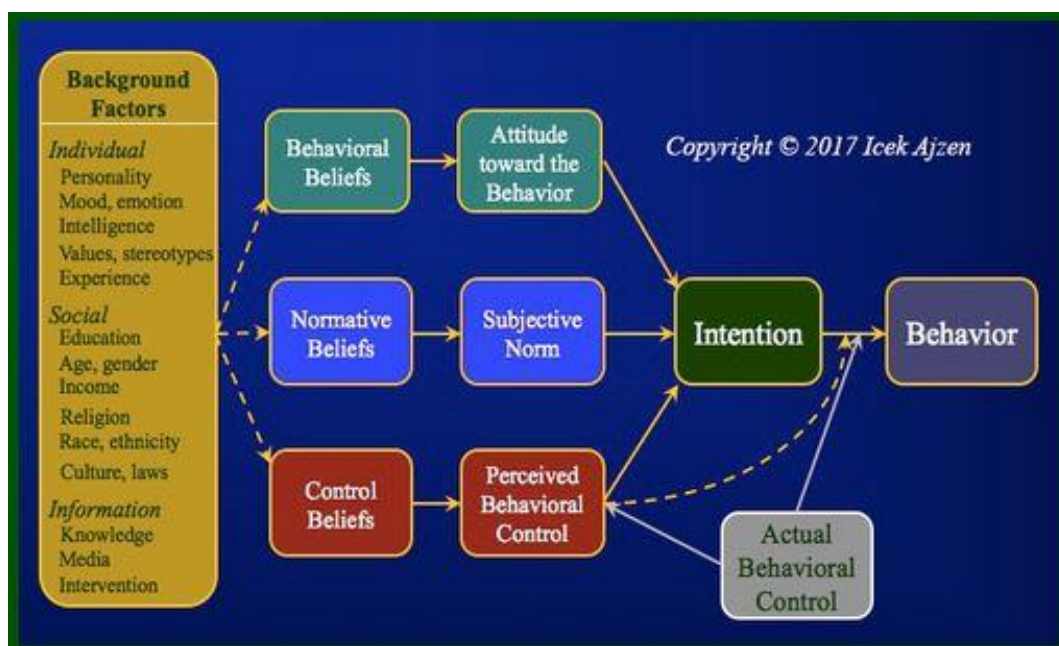 Background
Factors
Individual
Personality
Mood, emotion
Intelligence
Values, stereotypes
Experience
Social
Education
Age, gender
Income
Religion
Race, ethnicity
Culture, laws
Information
Knowledge
Media
Intervention
Behavioral
Beliefs
Attitude
toward the
Behavior
Copyright © 2017 Icek Ajzen
Normative
Beliefs
Subjective
Norm
Intention
Behavior
Control
Beliefs
Perceived
Behavioral
Control
Actual
Behavioral
Control